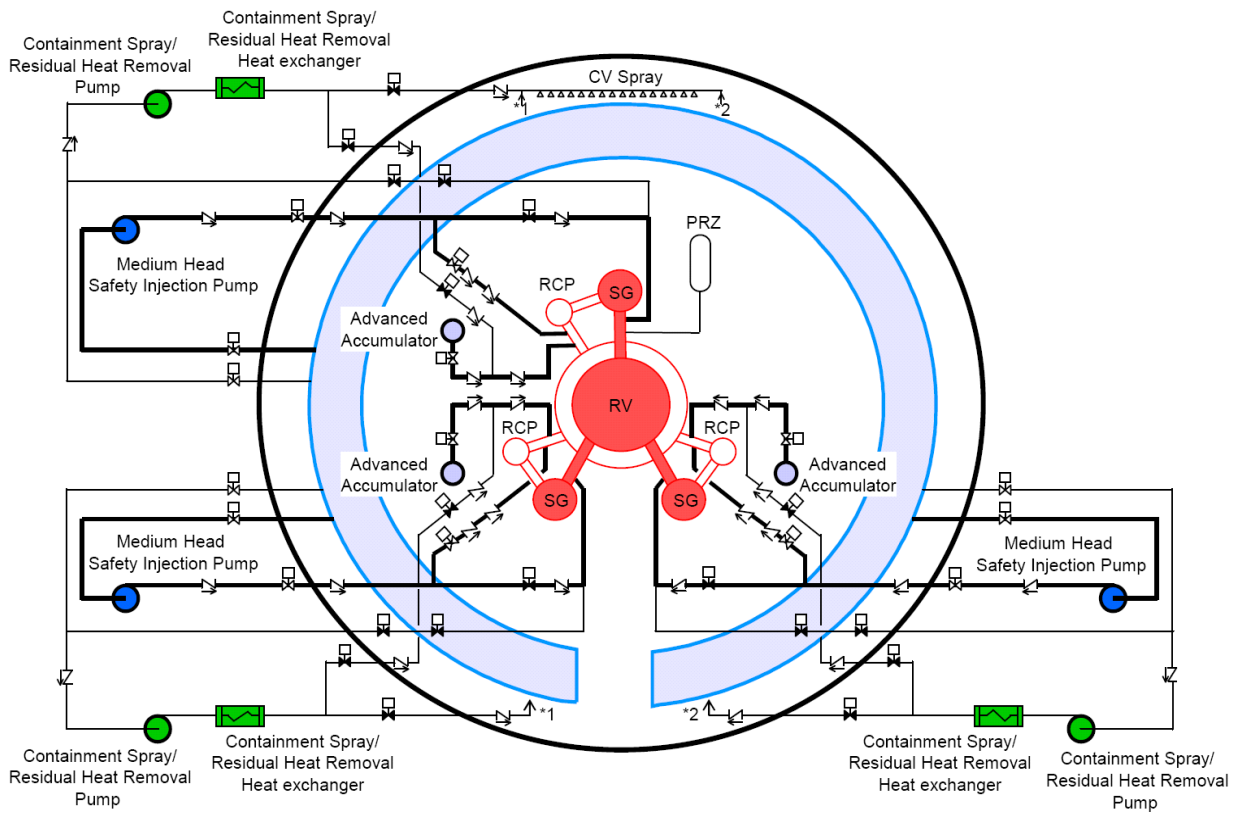 Containment Spray/
Residual Heat Removal
Pump
Containment Spray/
Residual Heat Removal
Heat exchanger
CV Spray
*1
*2
Medium Head
Safety Injection Pump
PRZ
RCP
SG
Advanced
Accumulator
RV
RCP
RCP
Advanced
Accumulator
Advanced
Accumulator
SG
SG
Medium Head
Safety Injection Pump
Medium Head
Safety Injection Pump
*1
*2
Containment Spray/
Residual Heat Removal
Pump
Containment Spray/
Residual Heat Removal
Heat exchanger
Containment Spray/
Residual Heat Removal
Heat exchanger
Containment Spray/
Residual Heat Removal
Pump